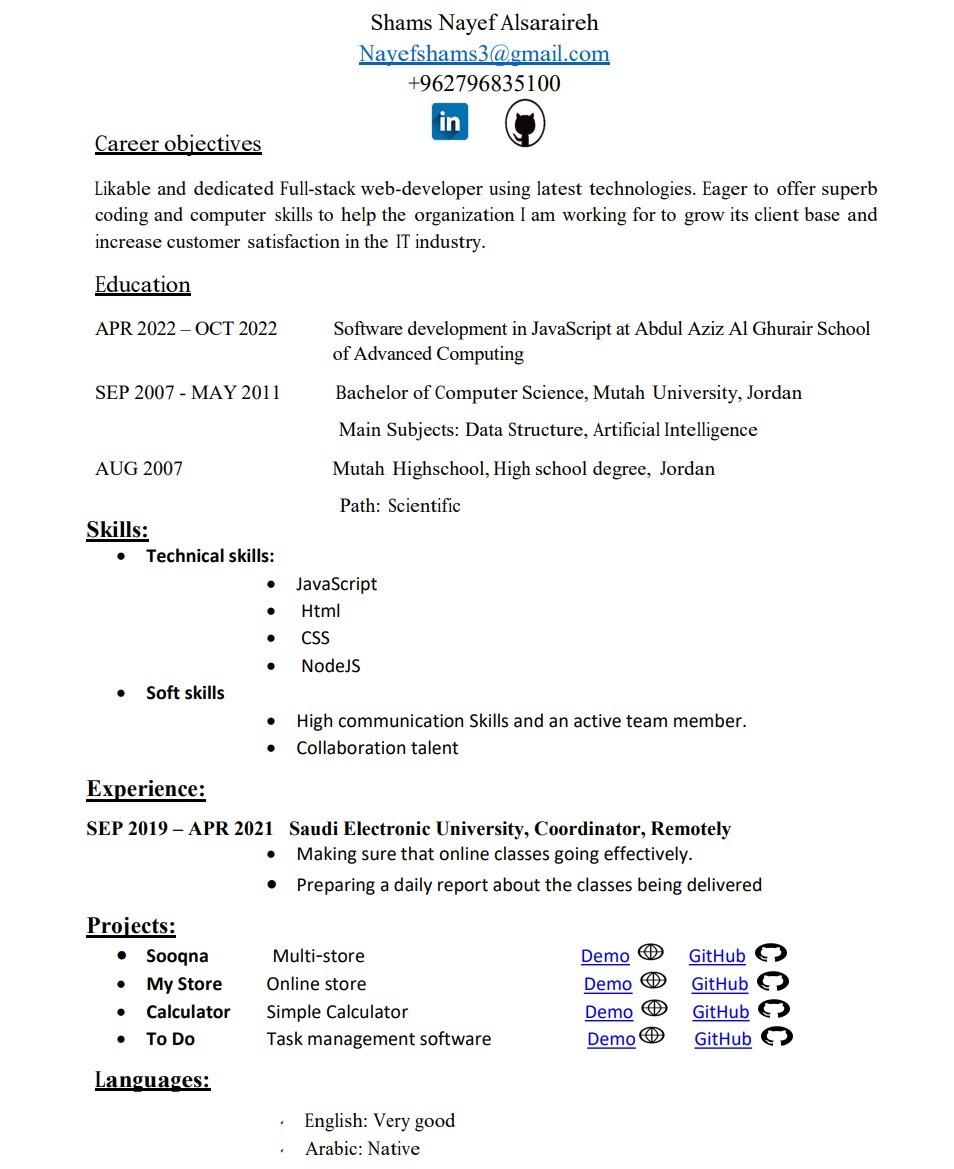 Shams Nayef Alsaraireh
Nayefshams3@gmail.com
+962796835100
in
Career objectives
Likable and dedicated Full-stack web-developer using latest technologies. Eager to offer superb
coding and computer skills to help the organization I am working for to grow its client base and
increase customer satisfaction in the IT industry.
Education
APR 2022 – OCT 2022 Software development in JavaScript at Abdul Aziz Al Ghurair School
of Advanced Computing
SEP 2007 - MAY 2011 Bachelor of Computer Science, Mutah University, Jordan
Main Subjects: Data Structure, Artificial Intelligence
AUG 2007 Mutah Highschool, High school degree, Jordan
Path: Scientific
Skills:
• Technical skills:
• JavaScript
• Html
• CSS
• NodeJS
• Soft skills
• High communication Skills and an active team member.
• Collaboration talent
Experience:
SEP 2019 – APR 2021 Saudi Electronic University, Coordinator, Remotely
• Making sure that online classes going effectively.
• Preparing a daily report about the classes being delivered
Projects:
• Sooqna Multi-store Demo GitHub
• My Store Online store Demo GitHub
• Calculator Simple Calculator Demo GitHub
• To Do Task management software Demo GitHub
Languages:
English: Very good
Arabic: Native